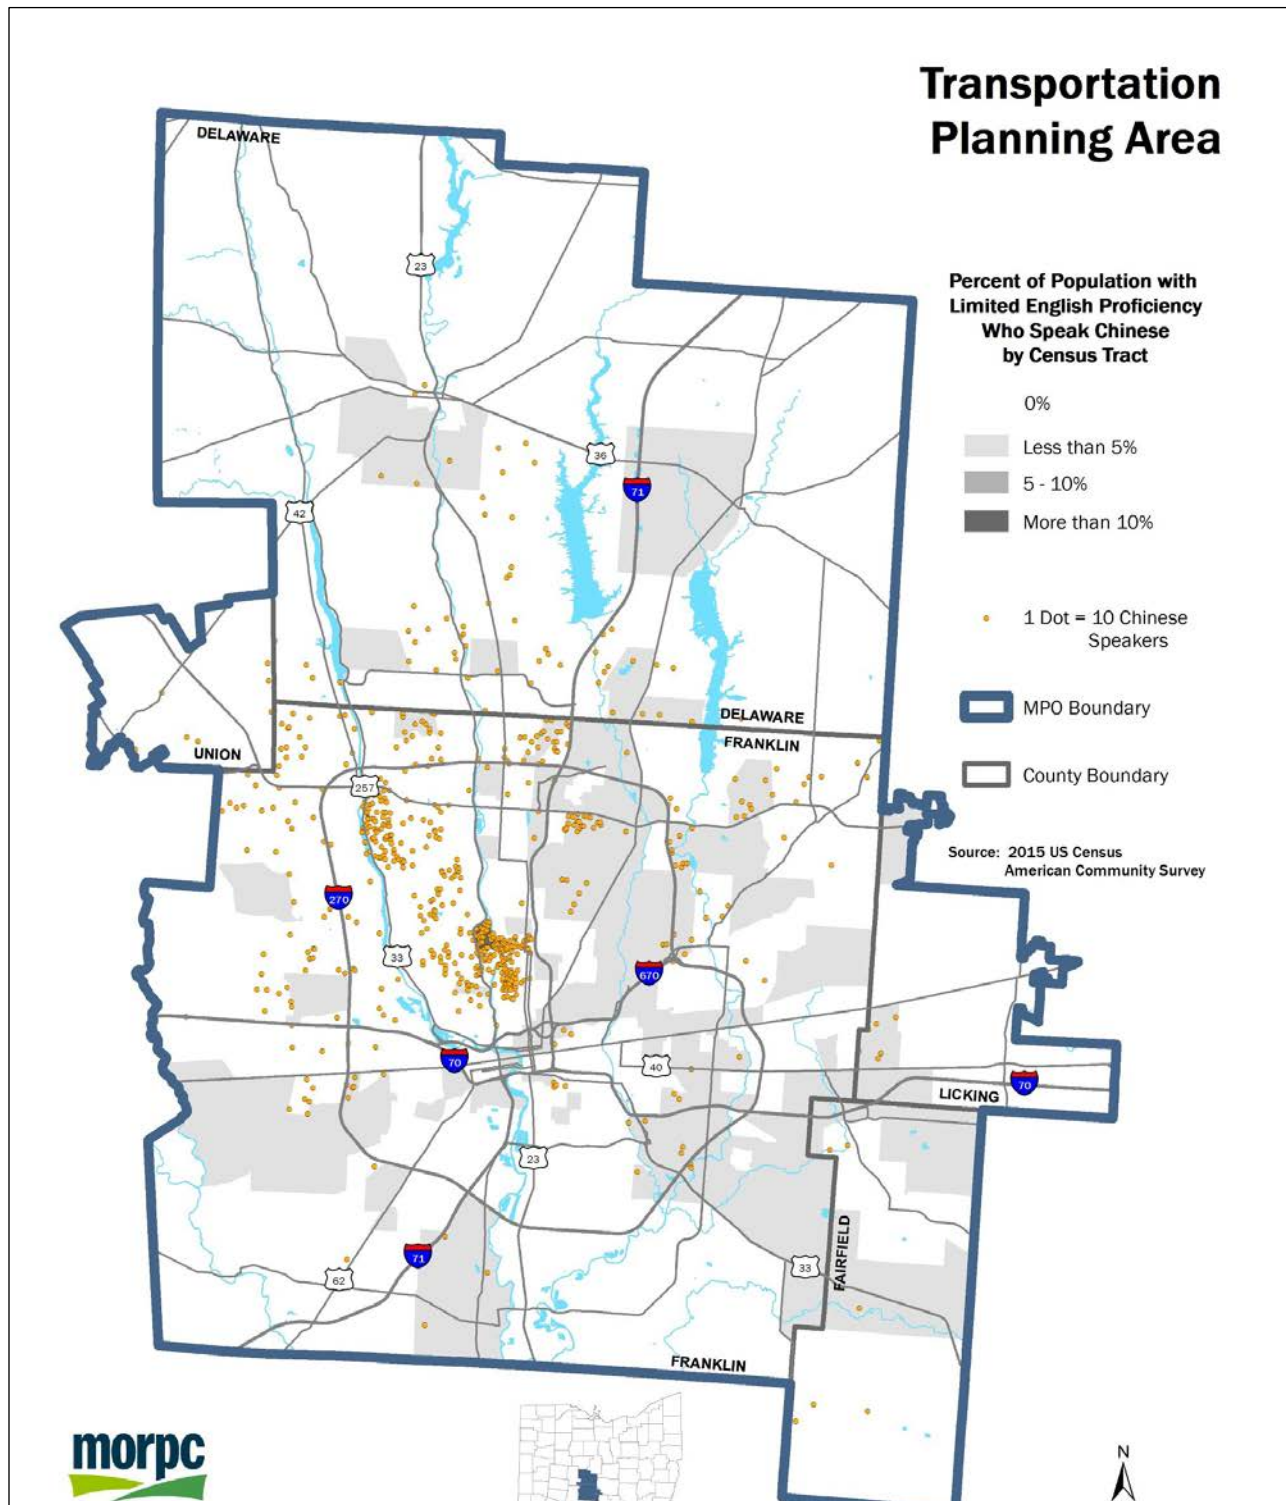 Transportation
Planning Area
DELAWARE
23
Percent of Population with
Limited English Proficiency
Who Speak Chinese
by Census Tract
0%
Less than 5%
36
5 - 10%
71
42
More than 10%
1 Dot = 10 Chinese
Speakers
MPO Boundary
DELAWARE
FRANKLIN
UNION
County Boundary
257
Source: 2015 US Census
American Community Survey
270
33
670
70
40
70
LICKING
23
FAIRFIELD
71
62
33
FRANKLIN
morpc
N